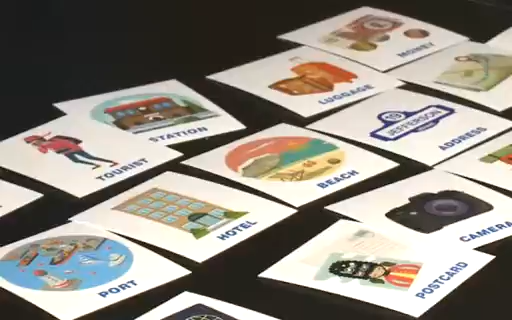 MONEY
LUGGAGE
JEFFERSON
ADDRESS
STATION
TOURIST
BEACH
CAMERA
HOTEL
POSTCARD
PORT